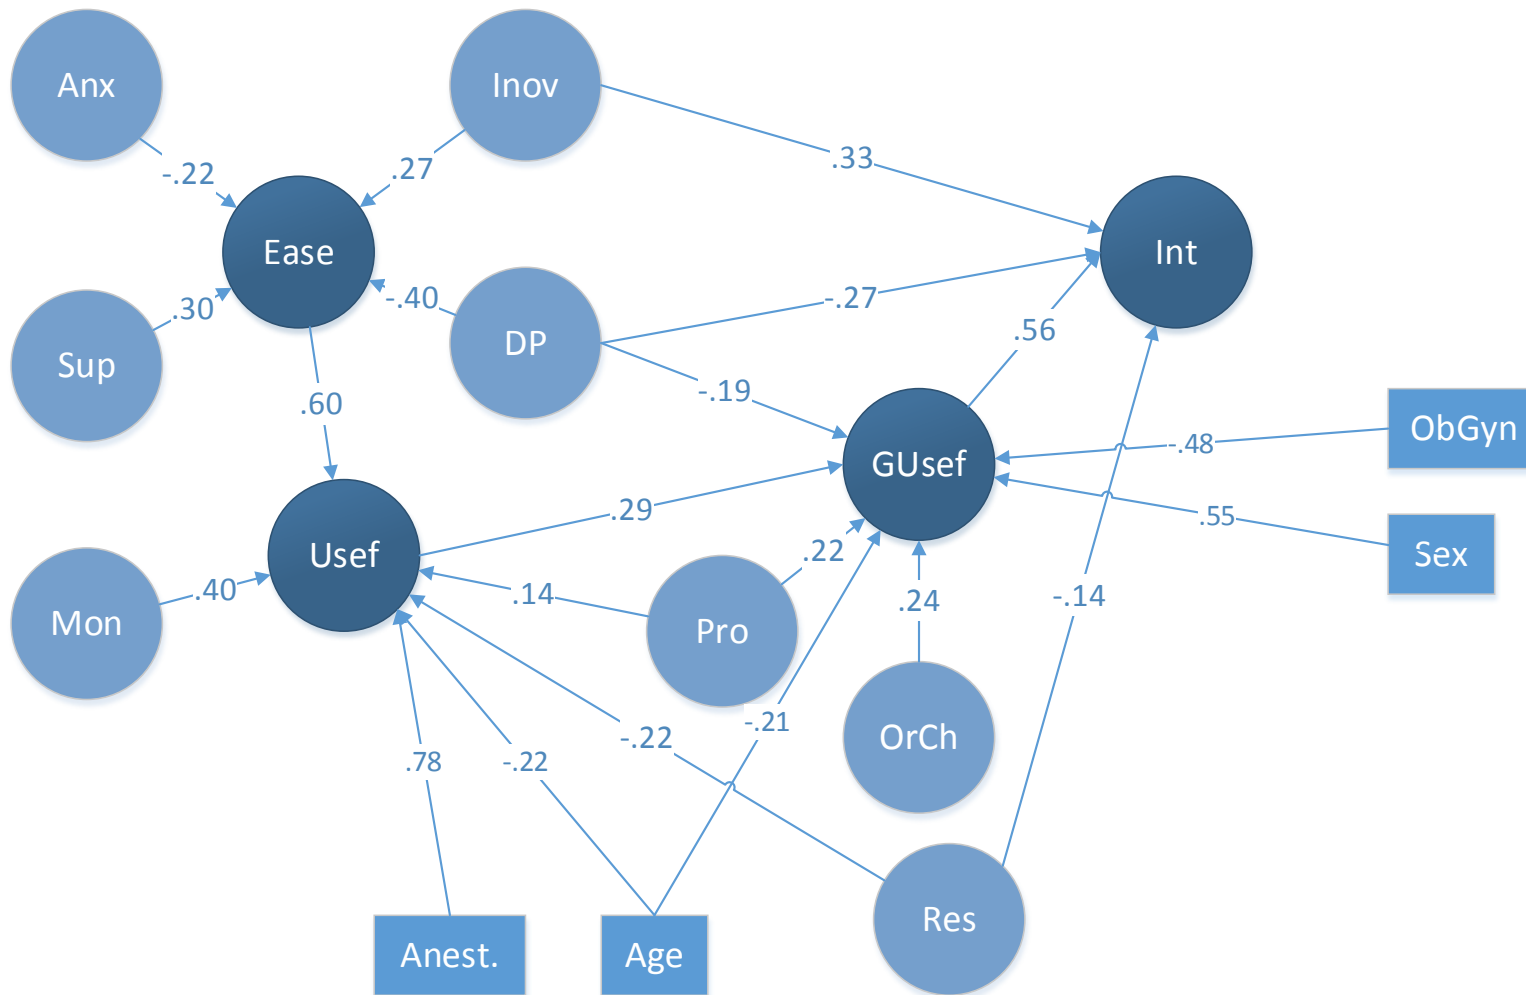 Anx
Inov
.33
-.22
.27
Ease
Int
Sup
.30
-.40
DP
-.27
.56
.60
-.19
ObGyn
-.48
GUsef
.55
Sex
Usef
.29
.22
Mon
.40
.14
Pro
.24
-.14
-.21
OrCh
-.22
.78
-.22
Res
Anest.
Age